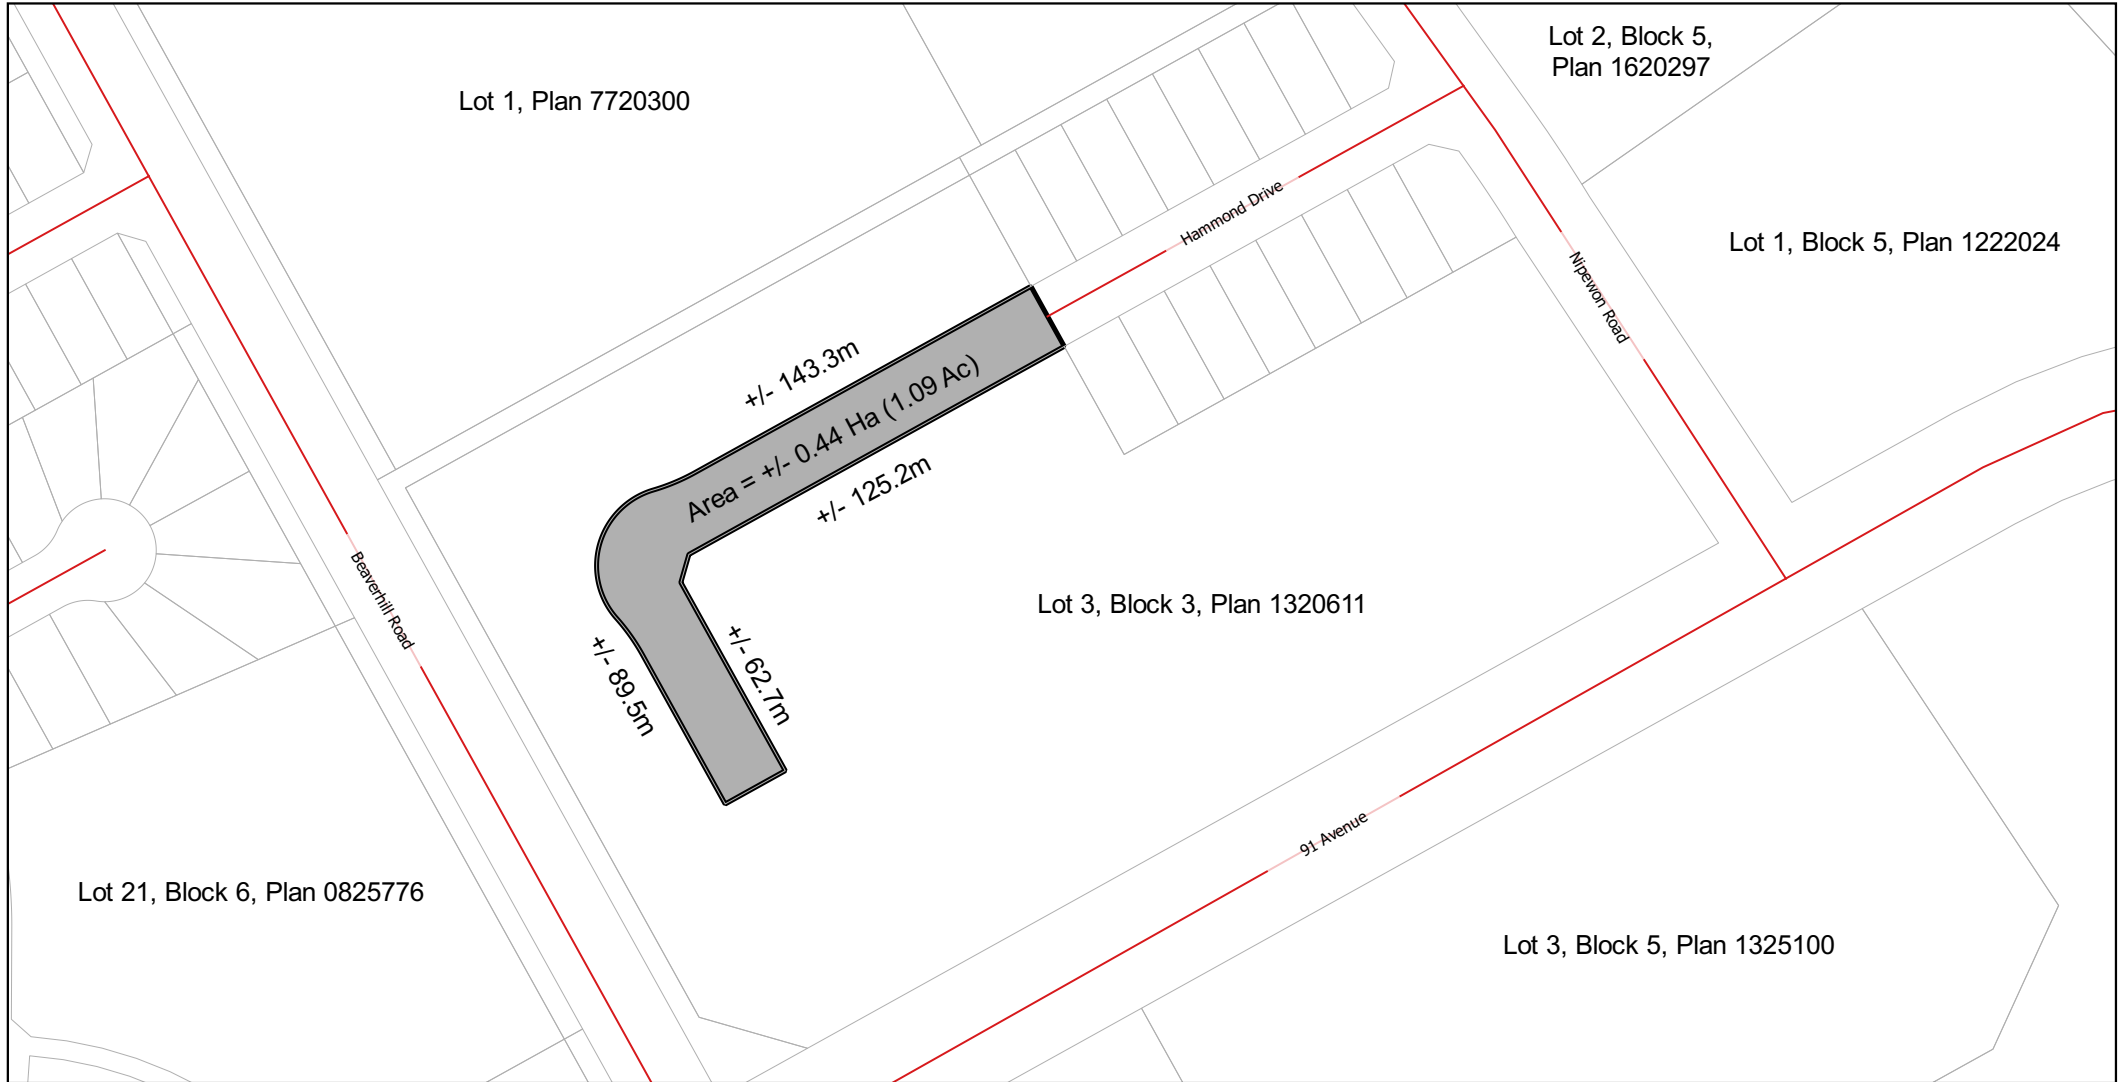 Lot 2, Block 5,
Plan 1620297
Lot 1, Plan 7720300
Hammond Drive
Lot 1, Block 5, Plan 1222024
Nipewon Road
+/- 143.3m
Area = +/- 0.44 Ha (1.09 Ac)
+/- 125.2m
Beaverhill Road
Lot 3, Block 3, Plan 1320611
+/- 89.5m
+/- 62.7m
91 Avenue
Lot 21, Block 6, Plan 0825776
Lot 3, Block 5, Plan 1325100